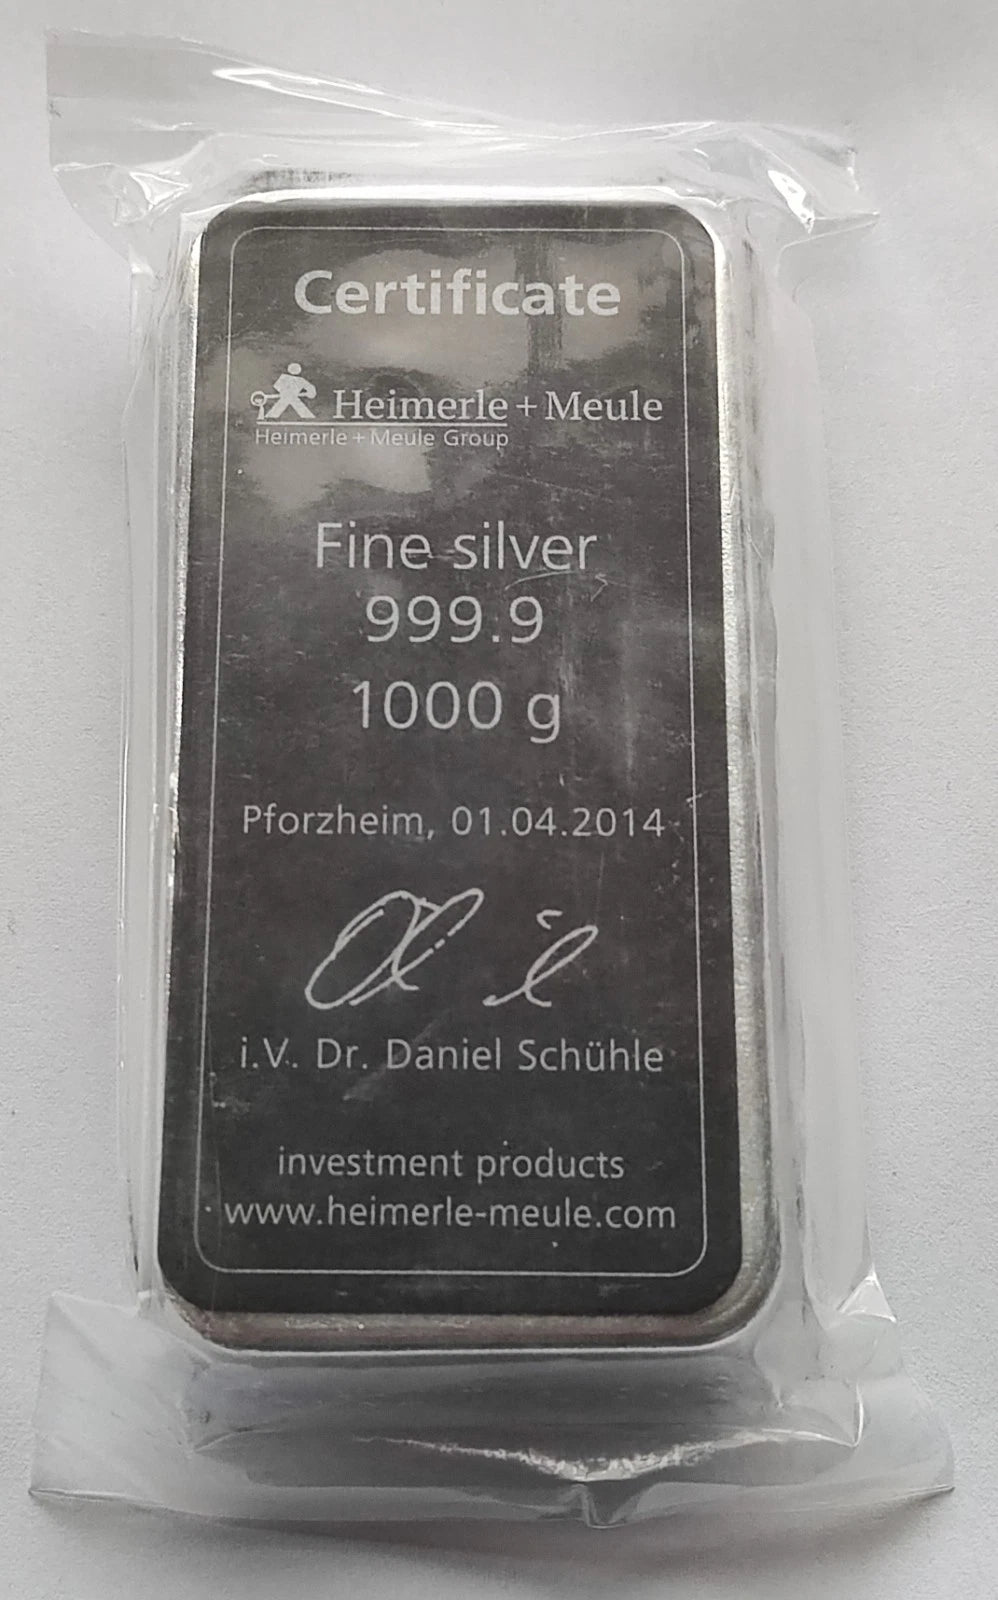 Certificate
Heimerle + Meule
Heimerle + Meule Group
Fine silver
999.9
1000 g
Pforzheim, 01.04.2014
i.V. Dr. Daniel Schühle
investment products
www.heimerle-meule.com